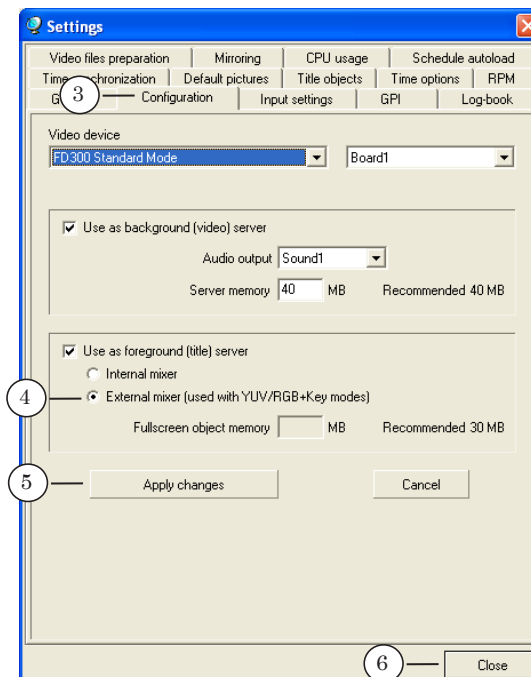 Settings
Video files preparation Mirroring CPU usage Schedule autoload
Default pictures Title objects Time options RPM
3 Configuration Input settings GPI Log-book
Video device
FD300 Standard Mode Board1
Use as background (video) server
Audio output Sound1
Server memory 40 MB Recommended 40 MB
Use as foreground (title) server
Internal mixer
4 External mixer (used with YUV/RGB+Key modes)
Fullscreen object memory MB Recommended 30 MB
5 Apply changes Cancel
6 Close